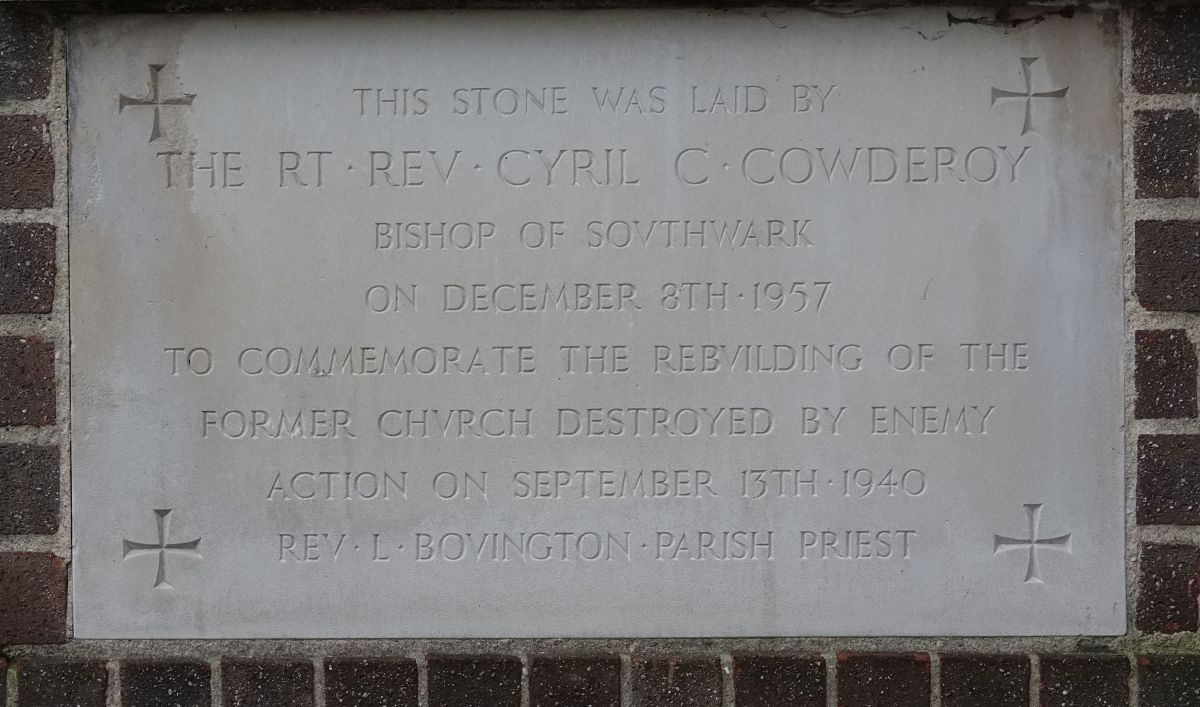 THIS STONE WAS LAID BY
THE RT · REV · CYRIL C · COWDEROY
BISHOP OF SOVTHWARK
ON DECEMBER 8TH · 1957
TO COMMEMORATE THE REBVILDING OF THE
FORMER CHVRCH DESTROYED BY ENEMY
ACTION ON SEPTEMBER 13TH · 1940
REV · L · BOVINGTON · PARISH PRIEST